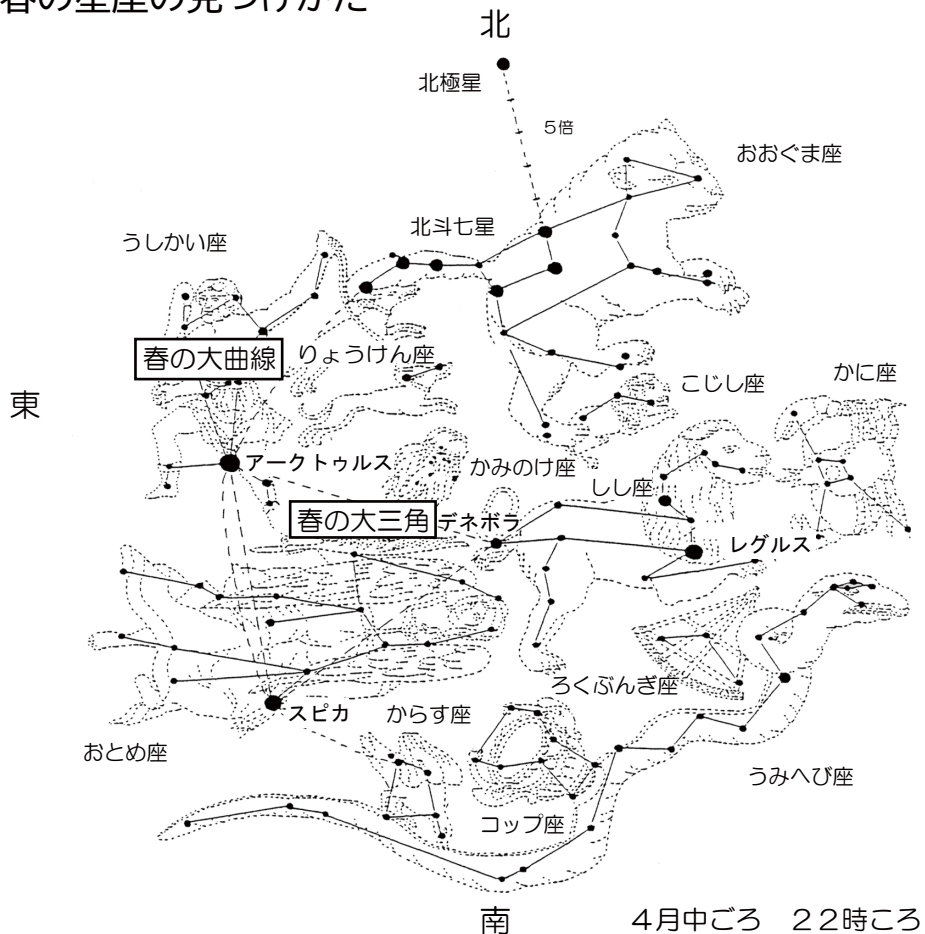 春の星座の見つけかた
北
北極星
5倍
おおぐま座
北斗七星
うしかい座
春の大曲線
りょうけん座
こじし座
かに座
東
アークトゥルス
かみのけ座
しし座
春の大三角
デネボラ
レグルス
ろくぶんぎ座
スピカ
からす座
おとめ座
うみへび座
コップ座
南
4月中ごろ 22時ころ